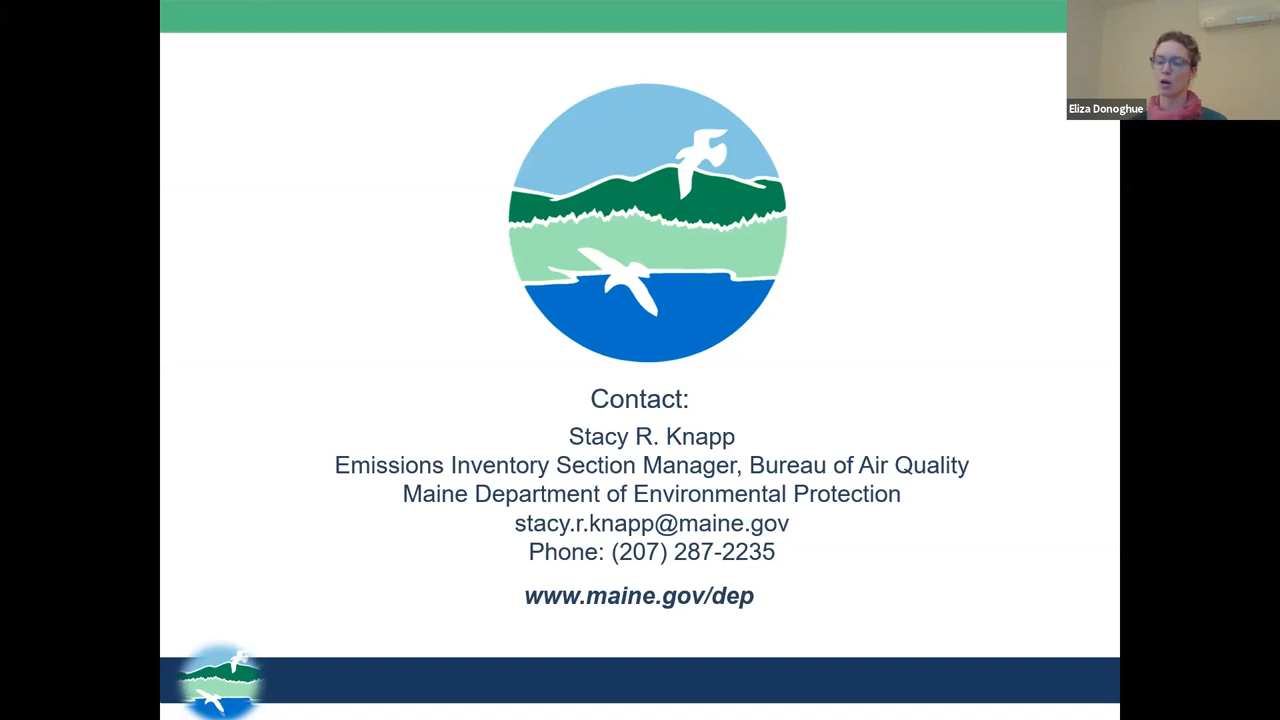 Eliza Donoghue
Contact:
Stacy R. Knapp
Emissions Inventory Section Manager, Bureau of Air Quality
Maine Department of Environmental Protection
stacy.r.knapp@maine.gov
Phone: (207) 287-2235
www.maine.gov/dep